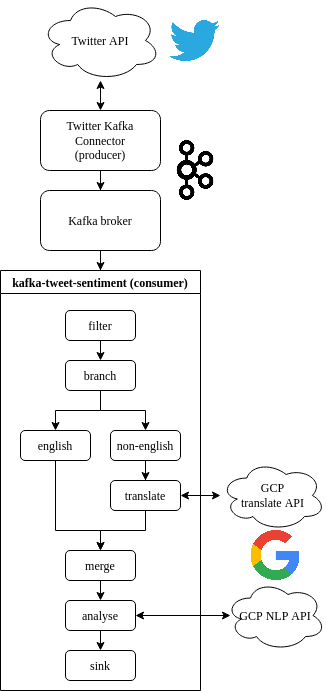 Twitter API
Twitter Kafka
Connector
(producer)
Kafka broker
kafka-tweet-sentiment (consumer)
filter
branch
english
non-english
translate
GCP
translate API
merge
analyse
GCP NLP API
sink